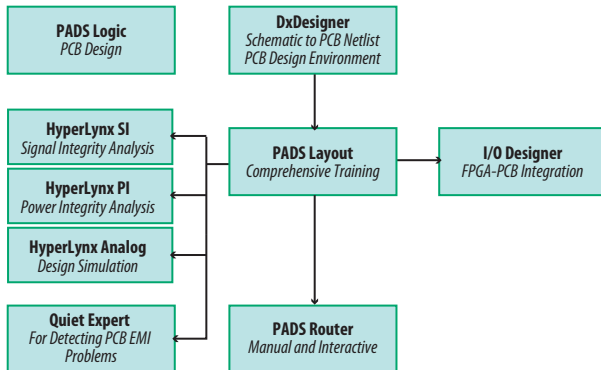 PADS Logic
PCB Design
DxDesigner
Schematic to PCB Netlist
PCB Design Environment
HyperLynx SI
Signal Integrity Analysis
PADS Layout
Comprehensive Training
I/O Designer
FPGA-PCB Integration
HyperLynx PI
Power Integrity Analysis
HyperLynx Analog
Design Simulation
Quiet Expert
For Detecting PCB EMI
Problems
PADS Router
Manual and Interactive